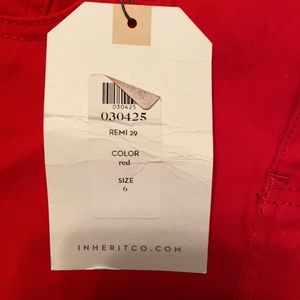 030425
030425
REMI 29
COLOR
red
SIZE
6
INHERITCO.COM